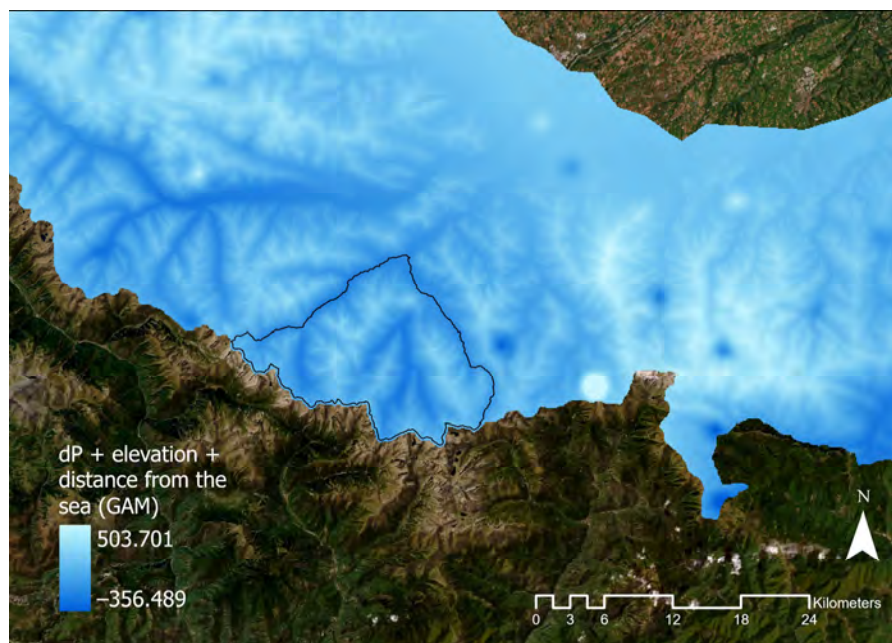 dP + elevation +
distance from the
sea (GAM)
503.701
–356.489
N
Kilometers
0 3 6 12 18 24